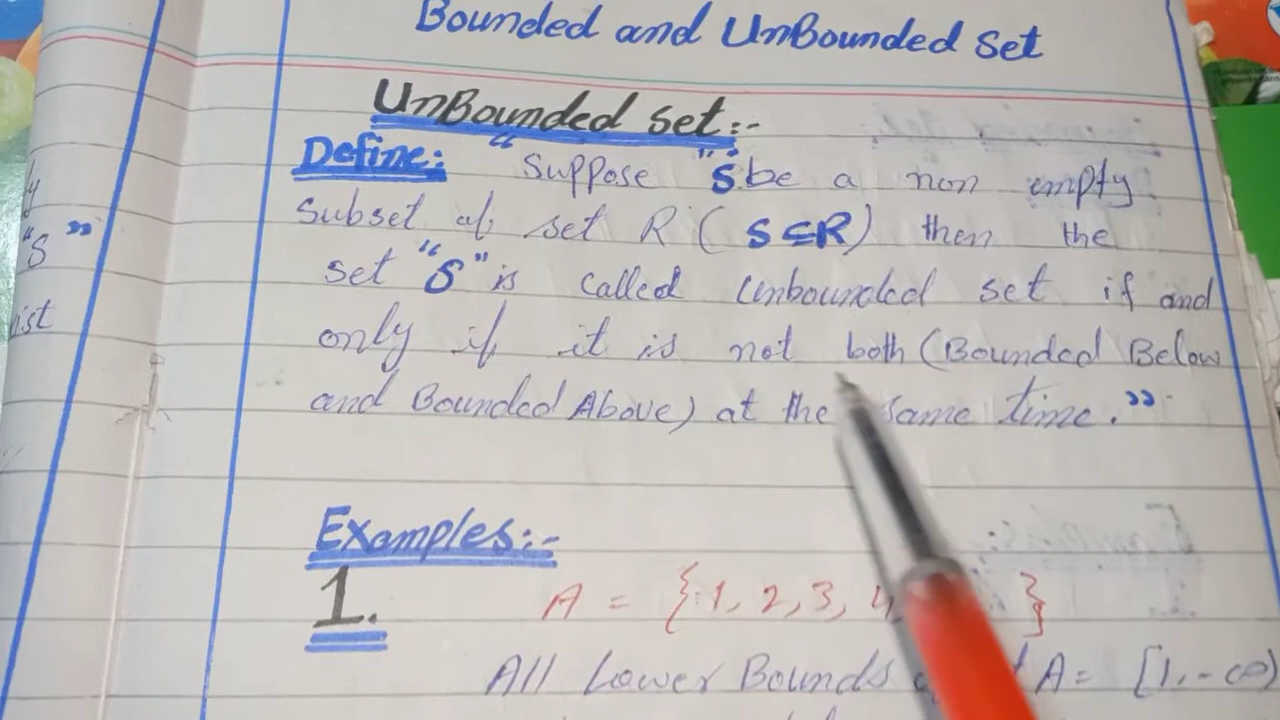 Bounded and UnBounded Set
UnBounded Set:-
Define: "Suppose "S" be a non empty
subset of set R (S⊆R) then the
set "S" is called unbounded set if and
only if it is not both (Bounded Below
and Bounded Above) at the same time."
Examples:-
1. A = {1, 2, 3, 4 }
All Lower Bounds A = [1, -∞)
"S"